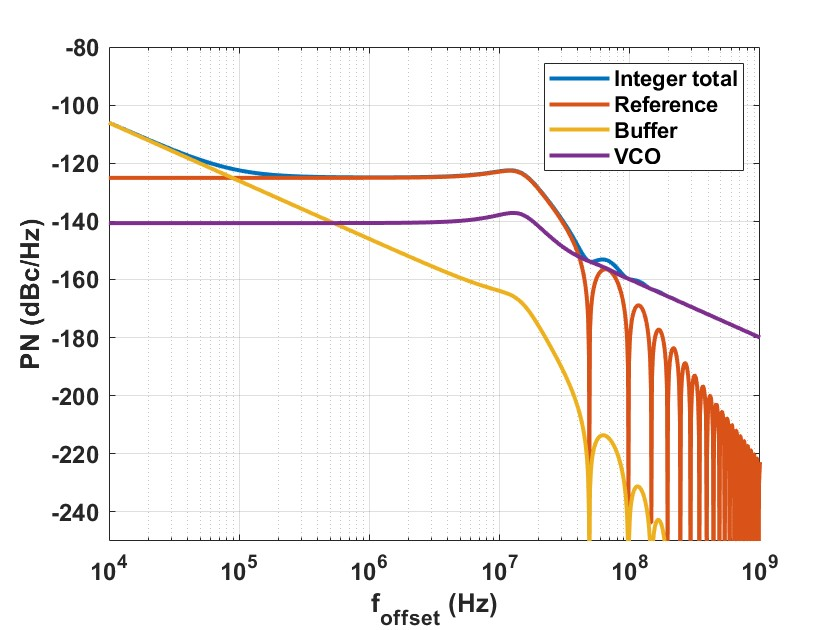 -80
-100
-120
-140
-160
-180
-200
-220
-240
PN (dBc/Hz)
Integer total
Reference
Buffer
VCO
10^4 10^5 10^6 10^7 10^8 10^9
f_offset (Hz)